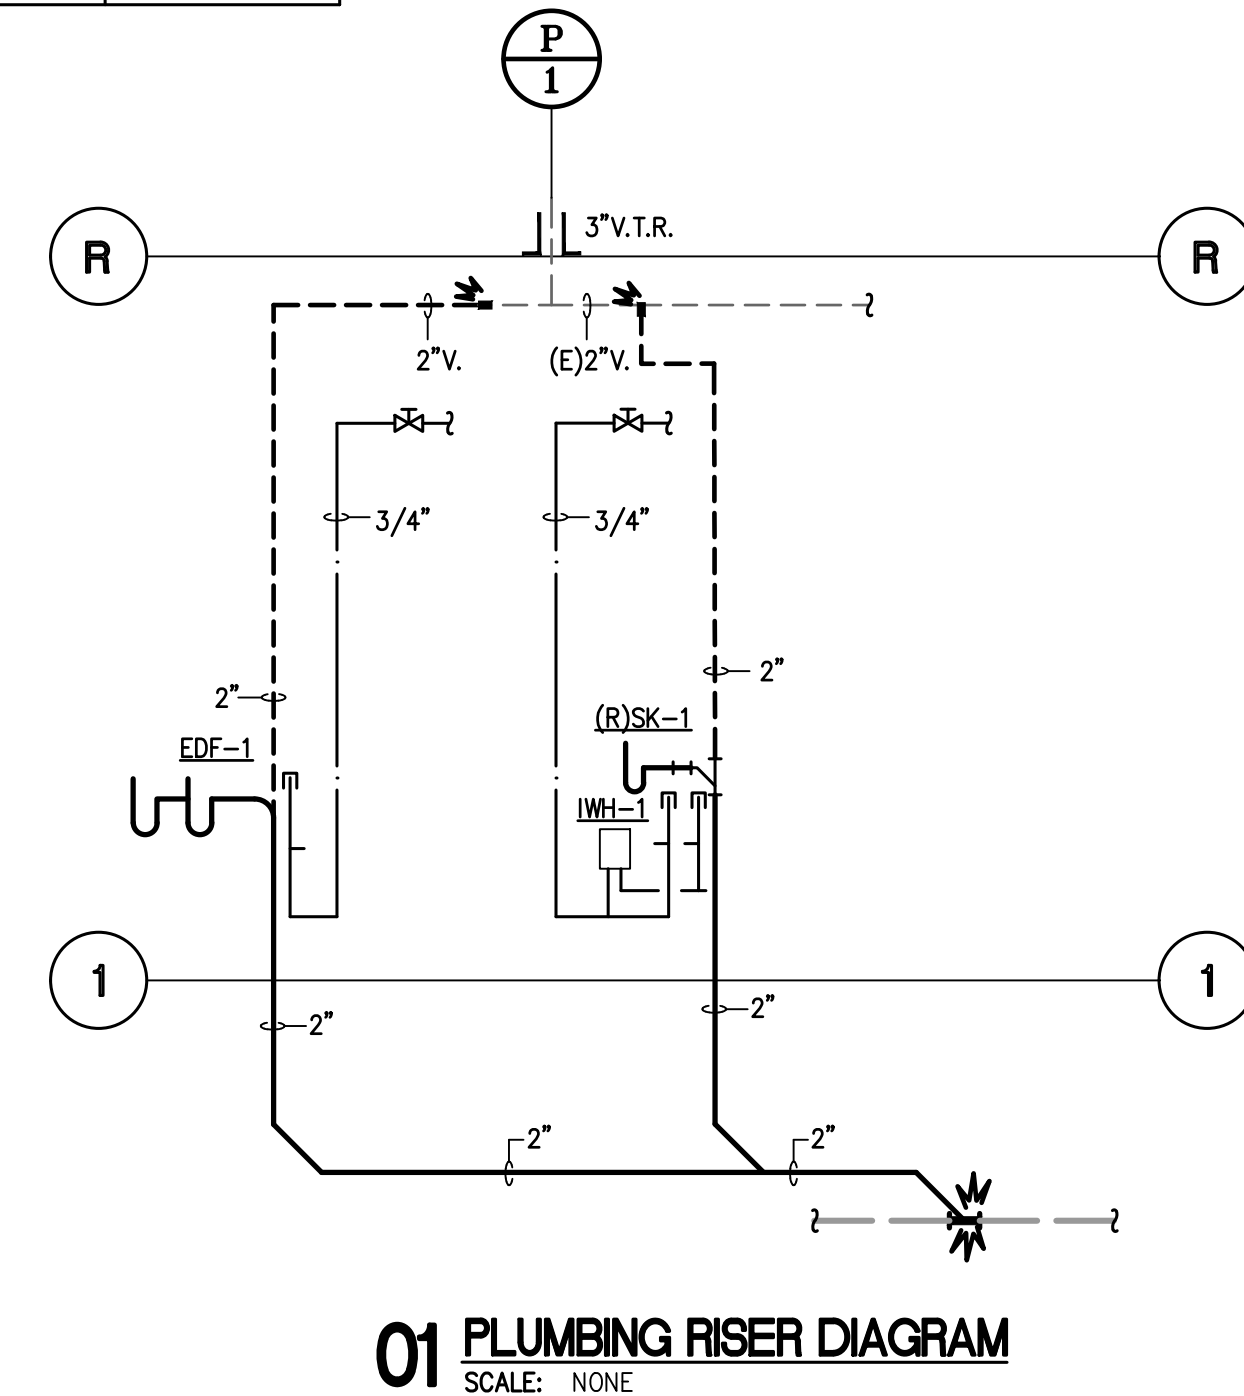 P
1
3"V.T.R.
R
R
2"V.
(E)2"V.
3/4"
3/4"
2"
2"
(R)SK-1
EDF-1
IWH-1
1
1
2"
2"
2"
2"
01 PLUMBING RISER DIAGRAM
SCALE: NONE